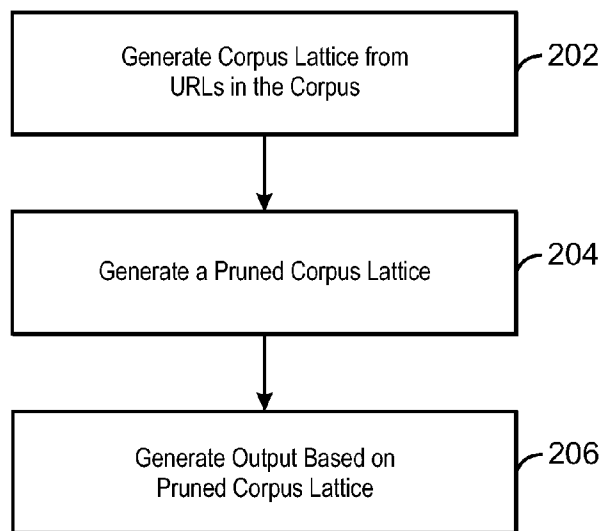 Generate Corpus Lattice from
URLs in the Corpus
202
Generate a Pruned Corpus Lattice
204
Generate Output Based on
Pruned Corpus Lattice
206